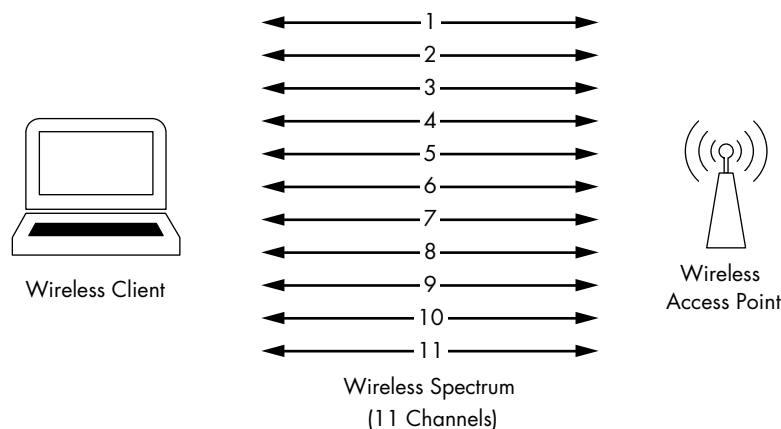 1
2
3
4
5
6
7
8
9
10
11
Wireless Client
Wireless
Access Point
Wireless Spectrum
(11 Channels)